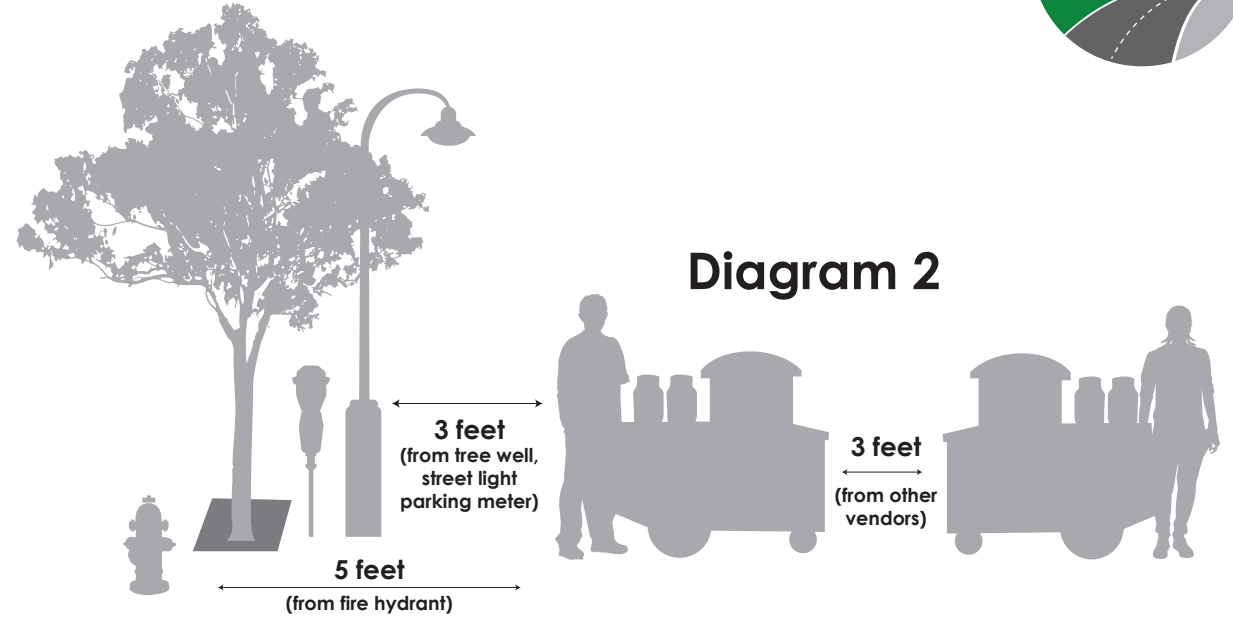 Diagram 2
3 feet
(from tree well,
street light
parking meter)
3 feet
(from other
vendors)
5 feet
(from fire hydrant)